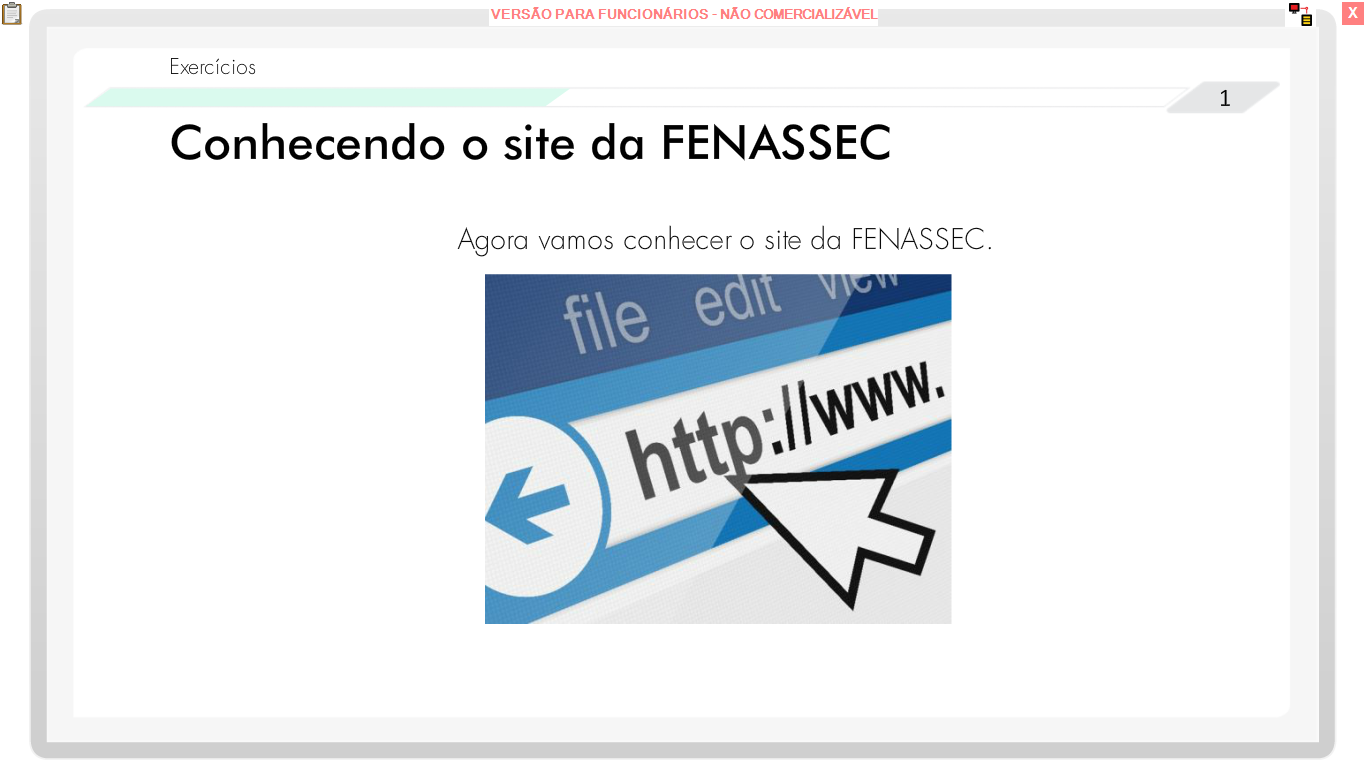 VERSÃO PARA FUNCIONÁRIOS - NÃO COMERCIALIZÁVEL
X
Exercícios
1
Conhecendo o site da FENASSEC
Agora vamos conhecer o site da FENASSEC.
file edit view
http://www.